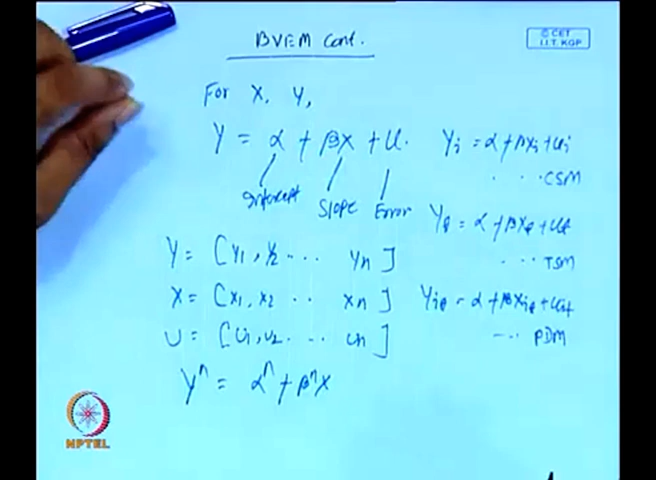 BVEM Cont.
© CET
I.I.T. KGP
For X, Y,
Y = α + βX + U.
Intercept
Slope
Error
Yi = α + βXi + Ui
... CSM
Yt = α + βXt + Ut
... TSM
Yit = α + βXit + Uit
... PDM
Y = [Y1, Y2 ... Yn]
X = [X1, X2 .. Xn]
U = [U1, U2. .. Un]
Y^ = α^ + β^X
NPTEL